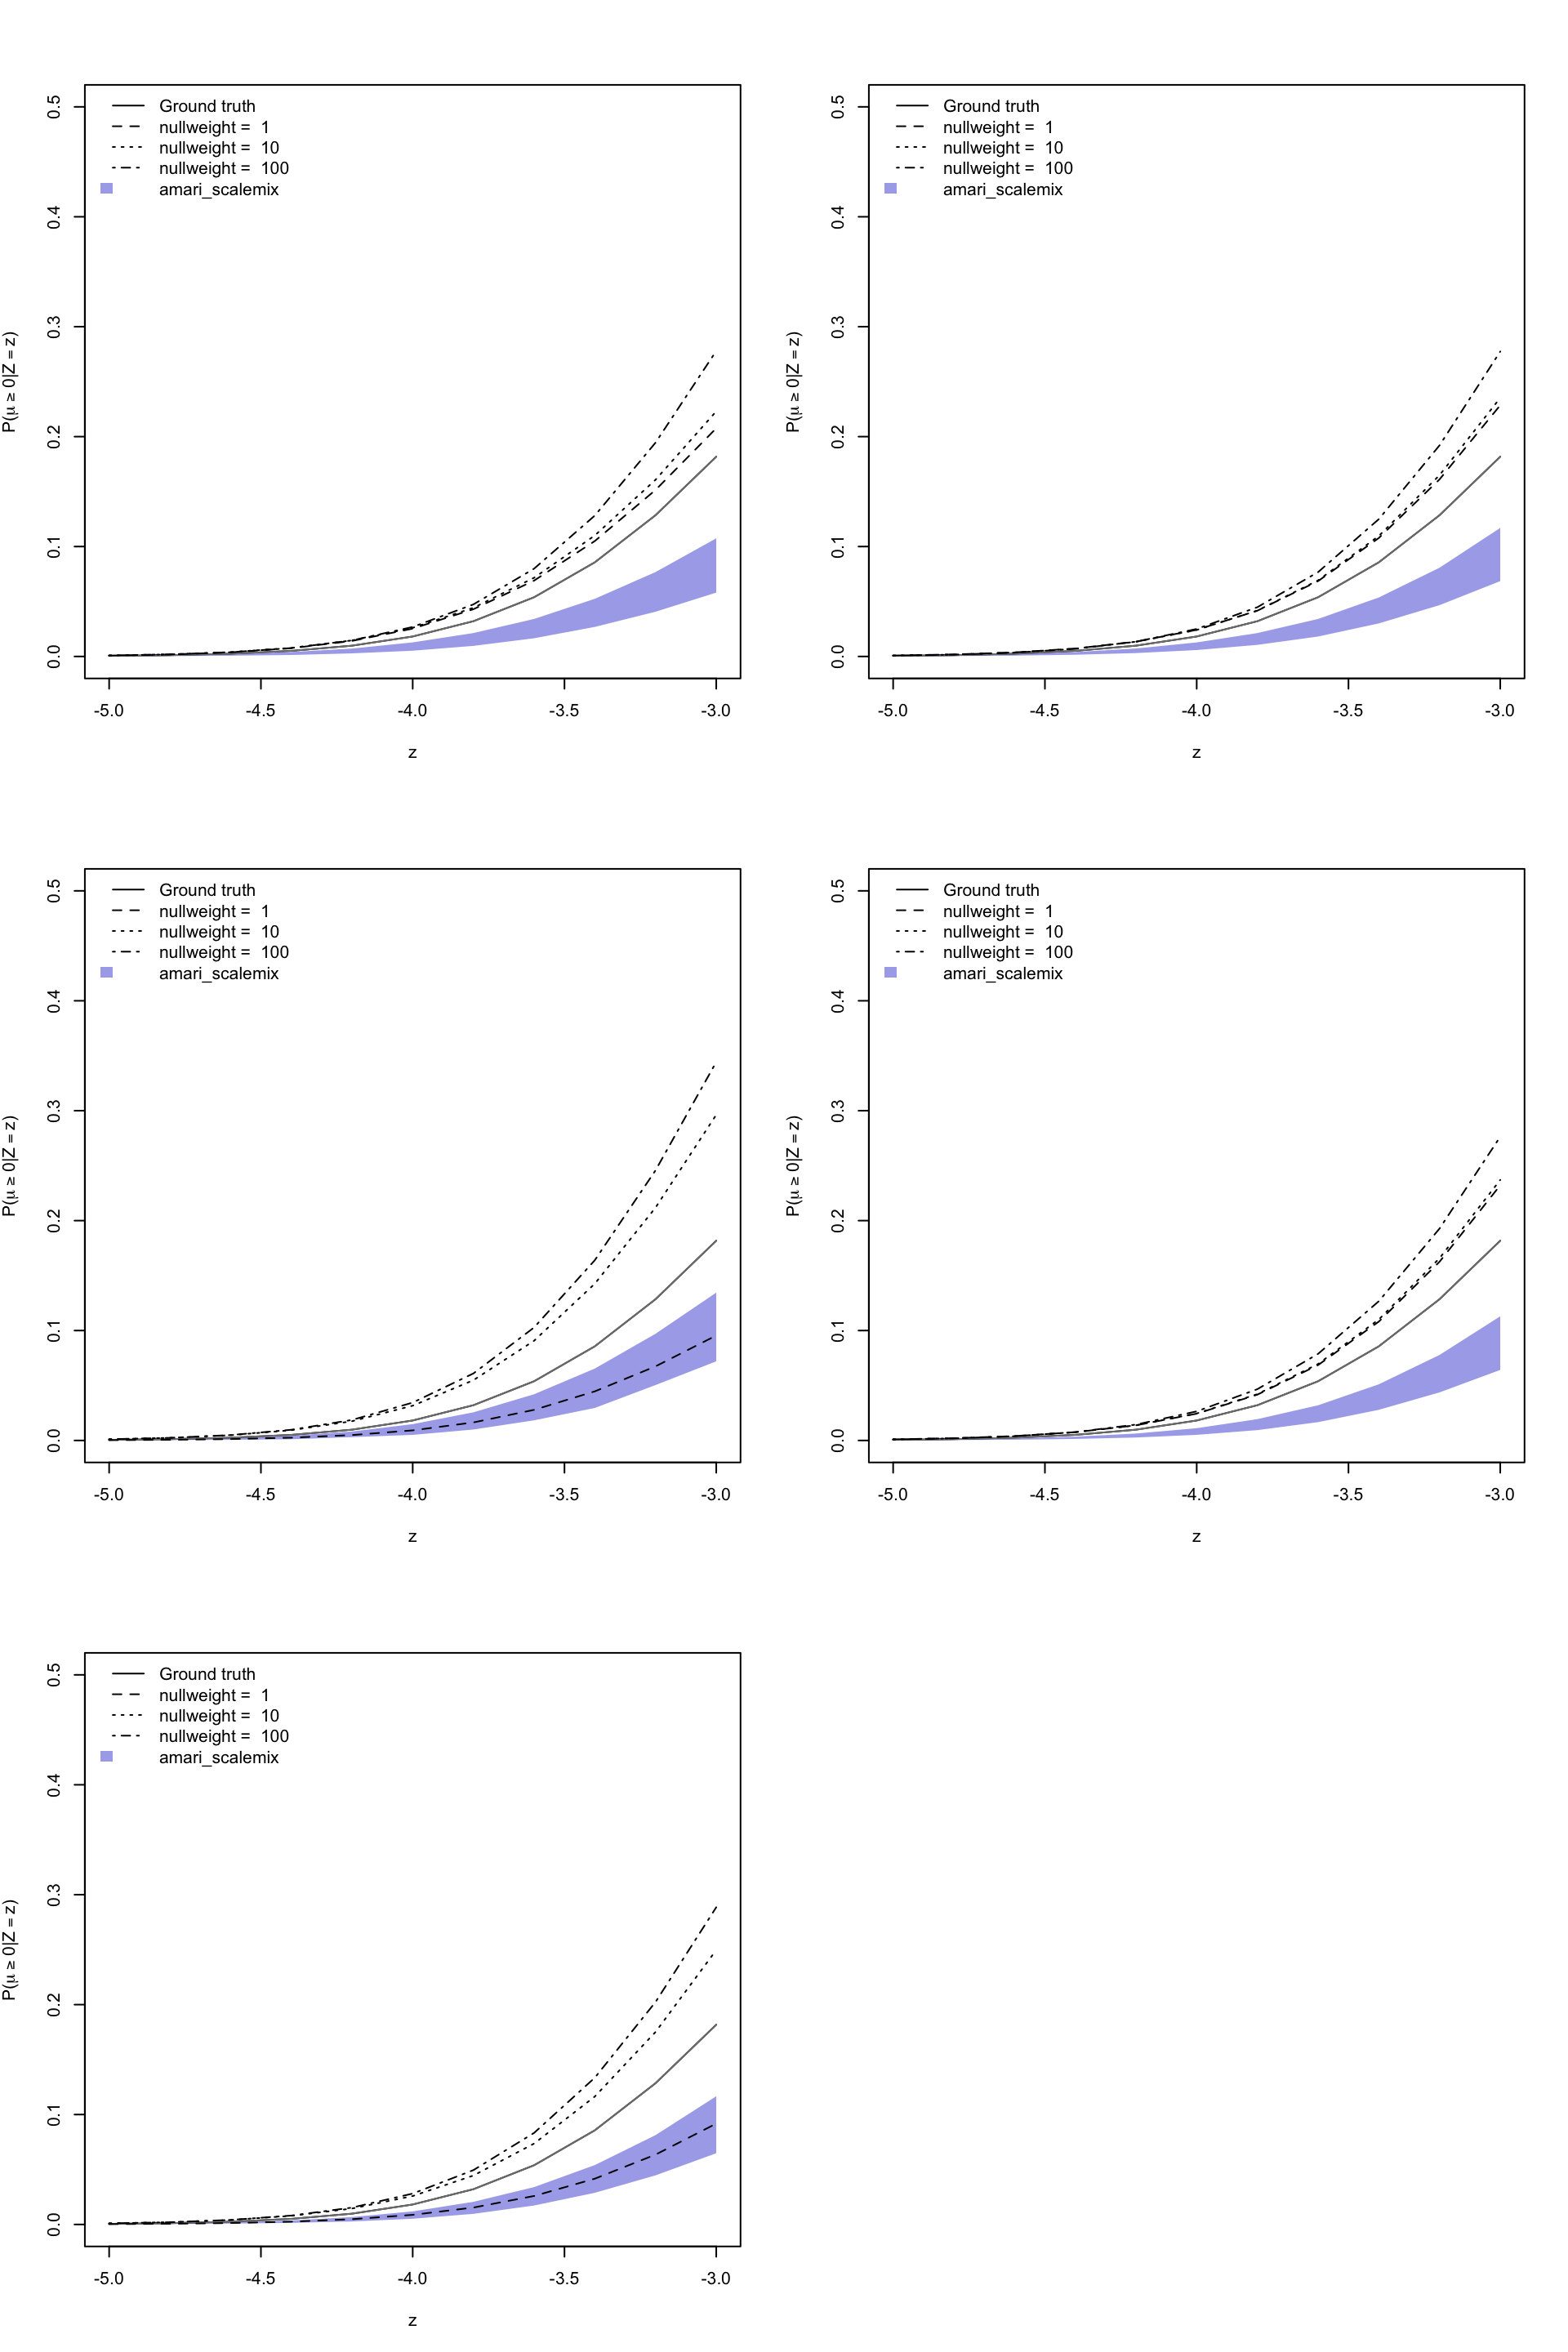 Ground truth
nullweight = 1
nullweight = 10
nullweight = 100
amari_scalemix
0.5
0.4
0.3
0.2
0.1
0.0
P(μ ≥ 0|Z = z)
-5.0 -4.5 -4.0 -3.5 -3.0
z
Ground truth
nullweight = 1
nullweight = 10
nullweight = 100
amari_scalemix
0.5
0.4
0.3
0.2
0.1
0.0
P(μ ≥ 0|Z = z)
-5.0 -4.5 -4.0 -3.5 -3.0
z
Ground truth
nullweight = 1
nullweight = 10
nullweight = 100
amari_scalemix
0.5
0.4
0.3
0.2
0.1
0.0
P(μ ≥ 0|Z = z)
-5.0 -4.5 -4.0 -3.5 -3.0
z
Ground truth
nullweight = 1
nullweight = 10
nullweight = 100
amari_scalemix
0.5
0.4
0.3
0.2
0.1
0.0
P(μ ≥ 0|Z = z)
-5.0 -4.5 -4.0 -3.5 -3.0
z
Ground truth
nullweight = 1
nullweight = 10
nullweight = 100
amari_scalemix
0.5
0.4
0.3
0.2
0.1
0.0
P(μ ≥ 0|Z = z)
-5.0 -4.5 -4.0 -3.5 -3.0
z